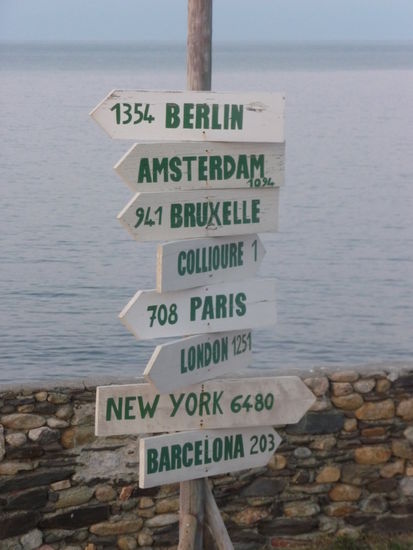 1354 BERLIN
AMSTERDAM
1094
941 BRUXELLE
COLLIOURE 1
708 PARIS
LONDON 1251
NEW YORK 6480
BARCELONA 203